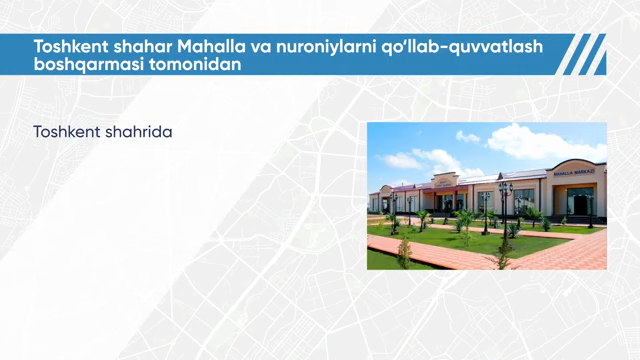 Toshkent shahar Mahalla va nuroniylarni qo‘llab-quvvatlash
boshqarmasi tomonidan
Toshkent shahrida
MAHALLA MARKAZI